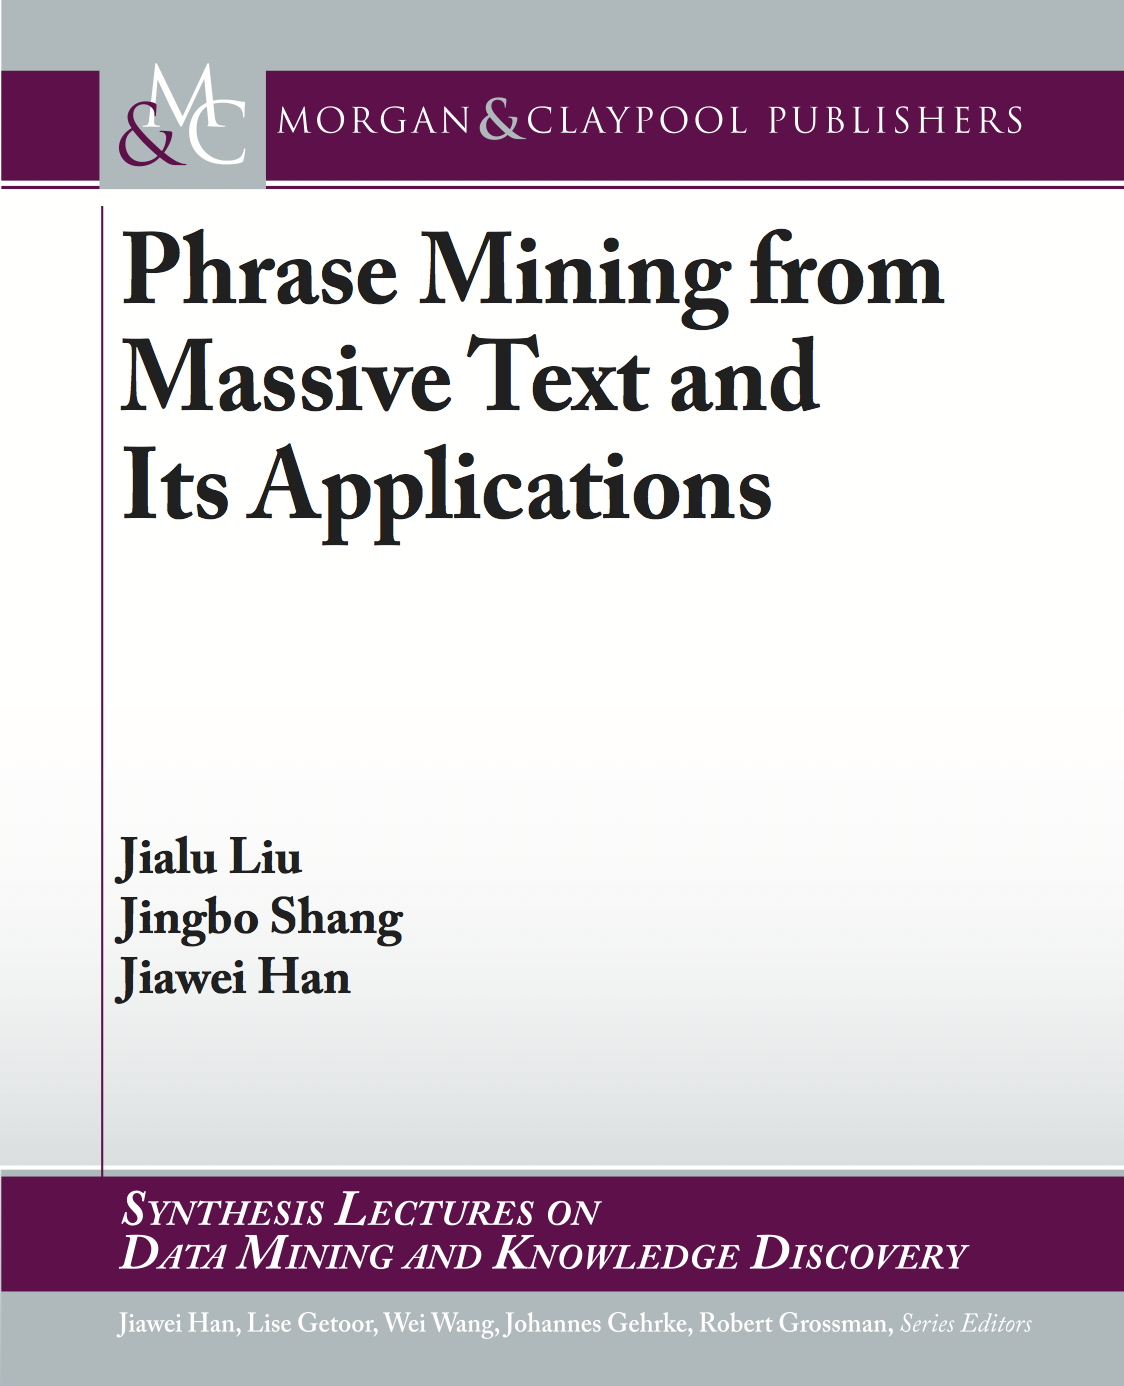 M&C MORGAN & CLAYPOOL PUBLISHERS
Phrase Mining from
Massive Text and
Its Applications
Jialu Liu
Jingbo Shang
Jiawei Han
SYNTHESIS LECTURES ON
DATA MINING AND KNOWLEDGE DISCOVERY
Jiawei Han, Lise Getoor, Wei Wang, Johannes Gehrke, Robert Grossman, Series Editors